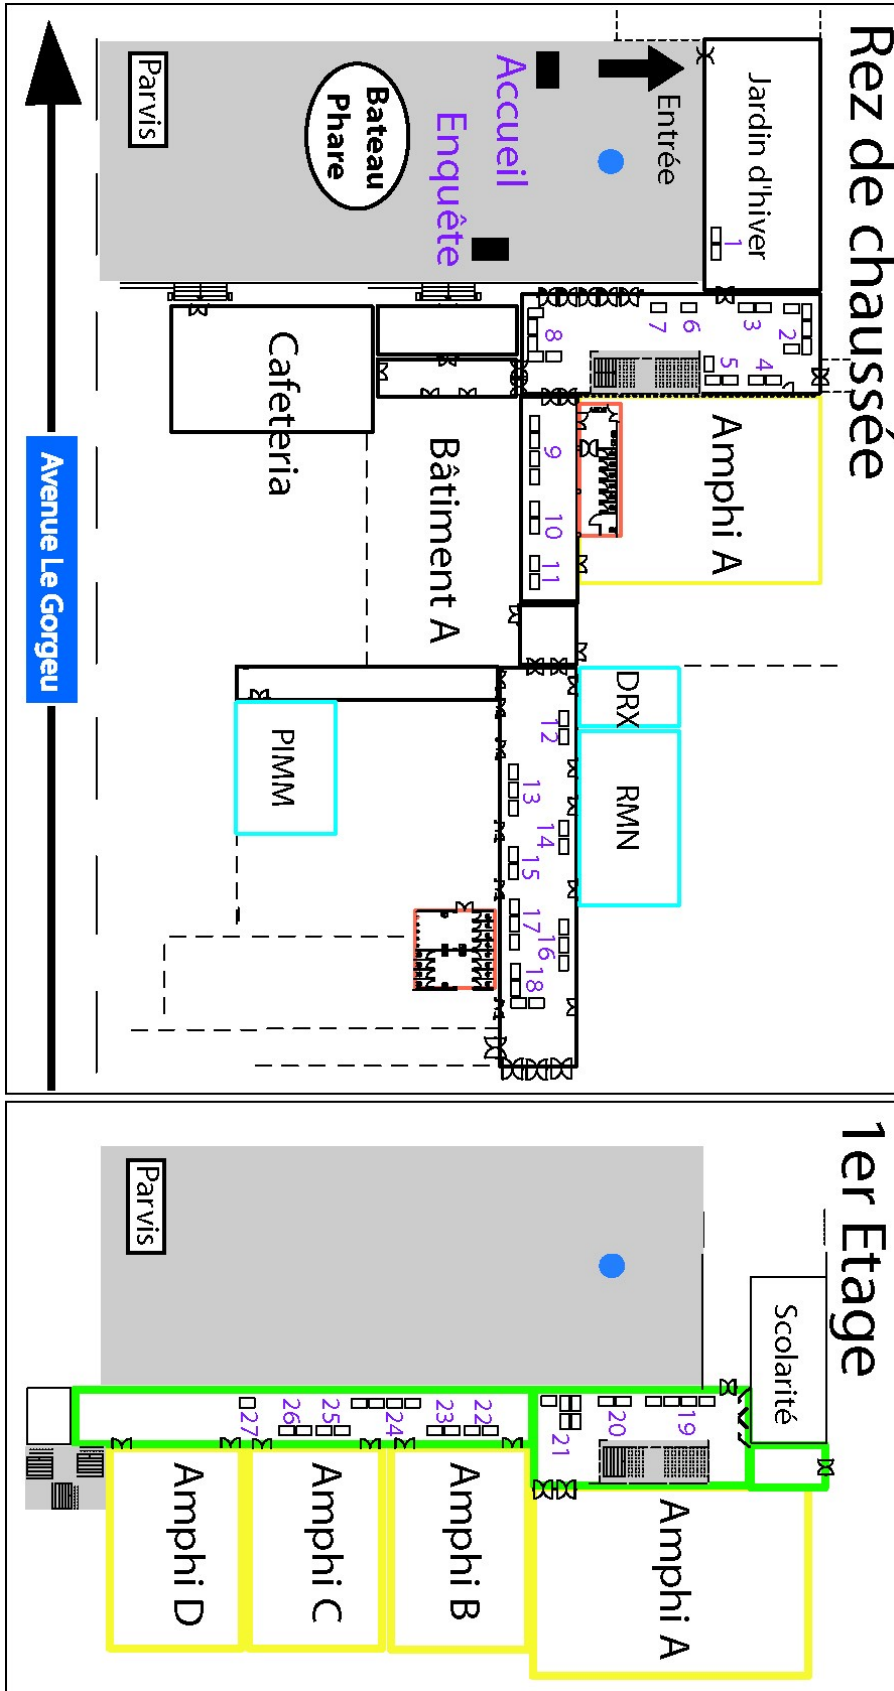 Rez de chaussée
Jardin d'hiver
1
Entrée
Accueil
Enquête
Bateau
Phare
Parvis
2
3
4
5
6
7
8
Amphi A
9
10
11
Cafeteria
Bâtiment A
Avenue Le Gorgeu
DRX
RMN
PIMM
12
13
14
15
16
17
18
1er Etage
Scolarité
Parvis
19
20
21
22
23
24
25
26
27
Amphi A
Amphi B
Amphi C
Amphi D